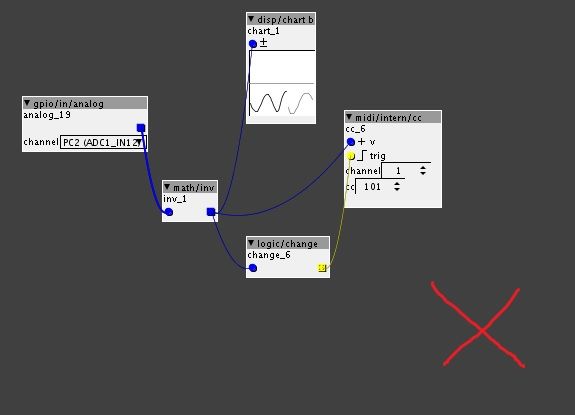 disp/chart b
chart_1
±
gpio/in/analog
analog_19
channel PC2 (ADC1_IN12)
midi/intern/cc
cc_6
+ v
trig
channel 1
cc 101
math/inv
inv_1
logic/change
change_6